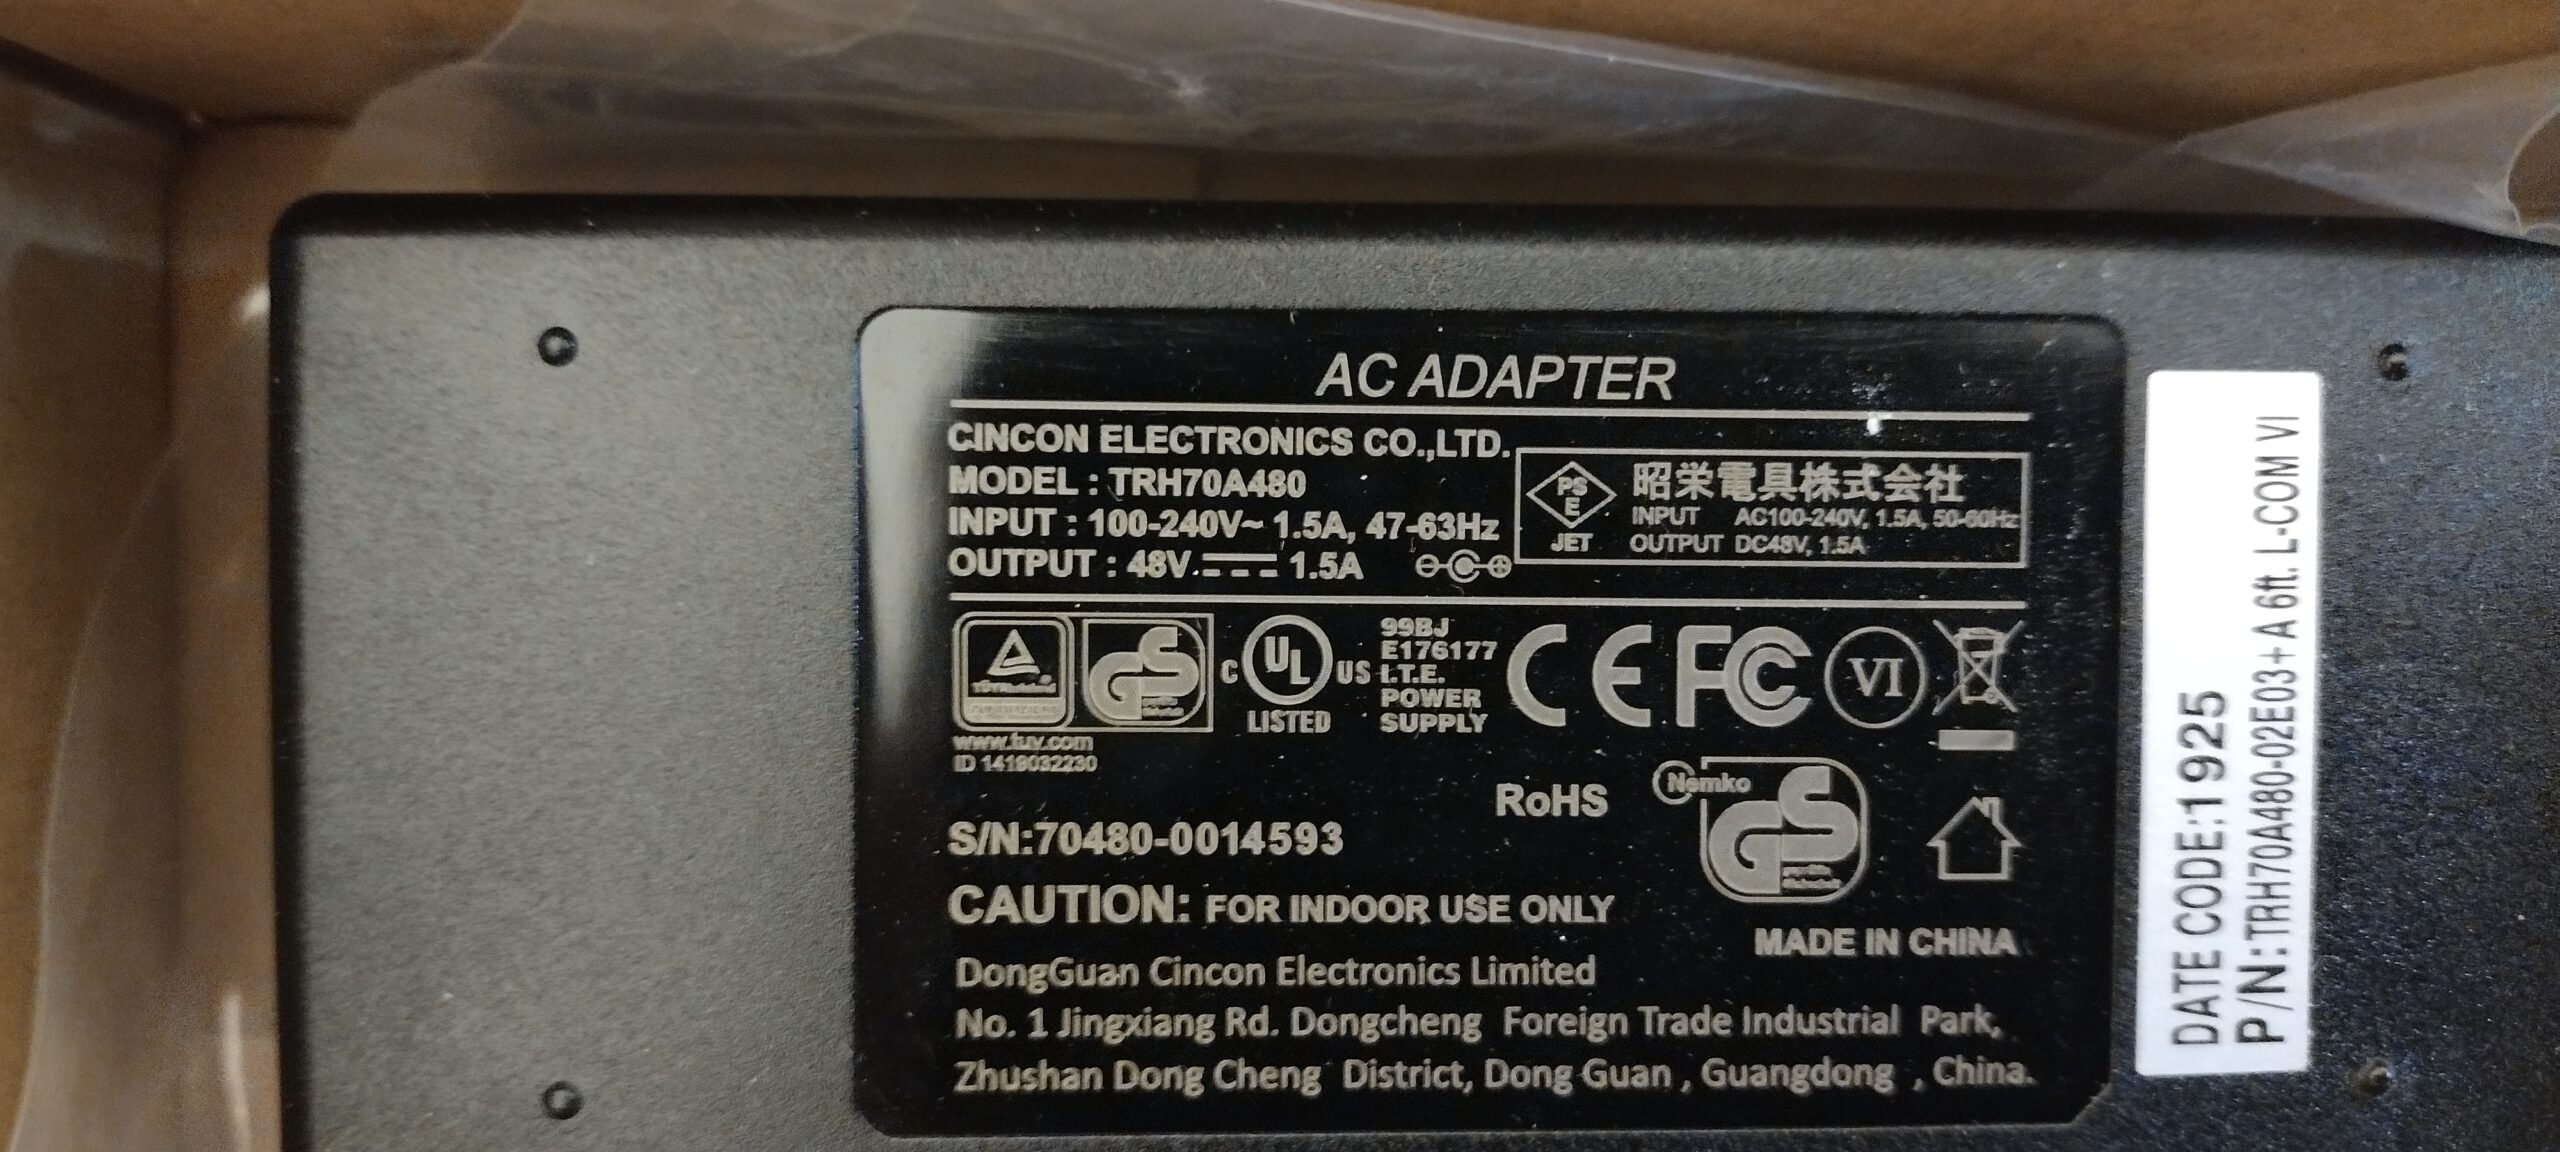 AC ADAPTER
CINCON ELECTRONICS CO.,LTD.
MODEL : TRH70A480
INPUT : 100-240V~ 1.5A, 47-63Hz
OUTPUT : 48V 1.5A
PS
E
JET
昭栄電具株式会社
INPUT AC100-240V, 1.5A, 50-60Hz
OUTPUT DC48V, 1.5A
www.tuv.com
ID 1419032230
GS
C UL US
LISTED
99BJ
E176177
I.T.E.
POWER
SUPPLY
CE FC VI
RoHS
Nemko
GS
S/N:70480-0014593
CAUTION: FOR INDOOR USE ONLY
MADE IN CHINA
DongGuan Cincon Electronics Limited
No. 1 Jingxiang Rd. Dongcheng Foreign Trade Industrial Park,
Zhushan Dong Cheng District, Dong Guan , Guangdong , China.
DATE CODE:1925
P/N:TRH70A480-02E03+A 6ft. L-COM VI